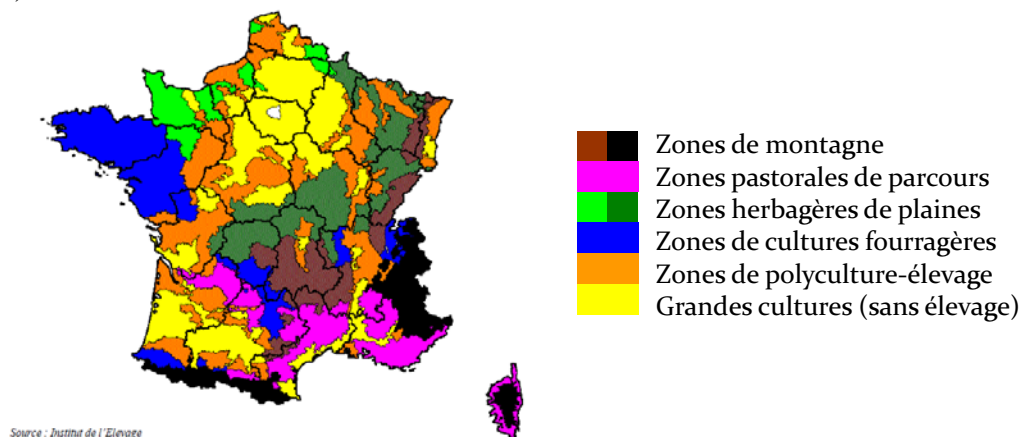 Zones de montagne
Zones pastorales de parcours
Zones herbagères de plaines
Zones de cultures fourragères
Zones de polyculture-élevage
Grandes cultures (sans élevage)
Source : Institut de l'Elevage